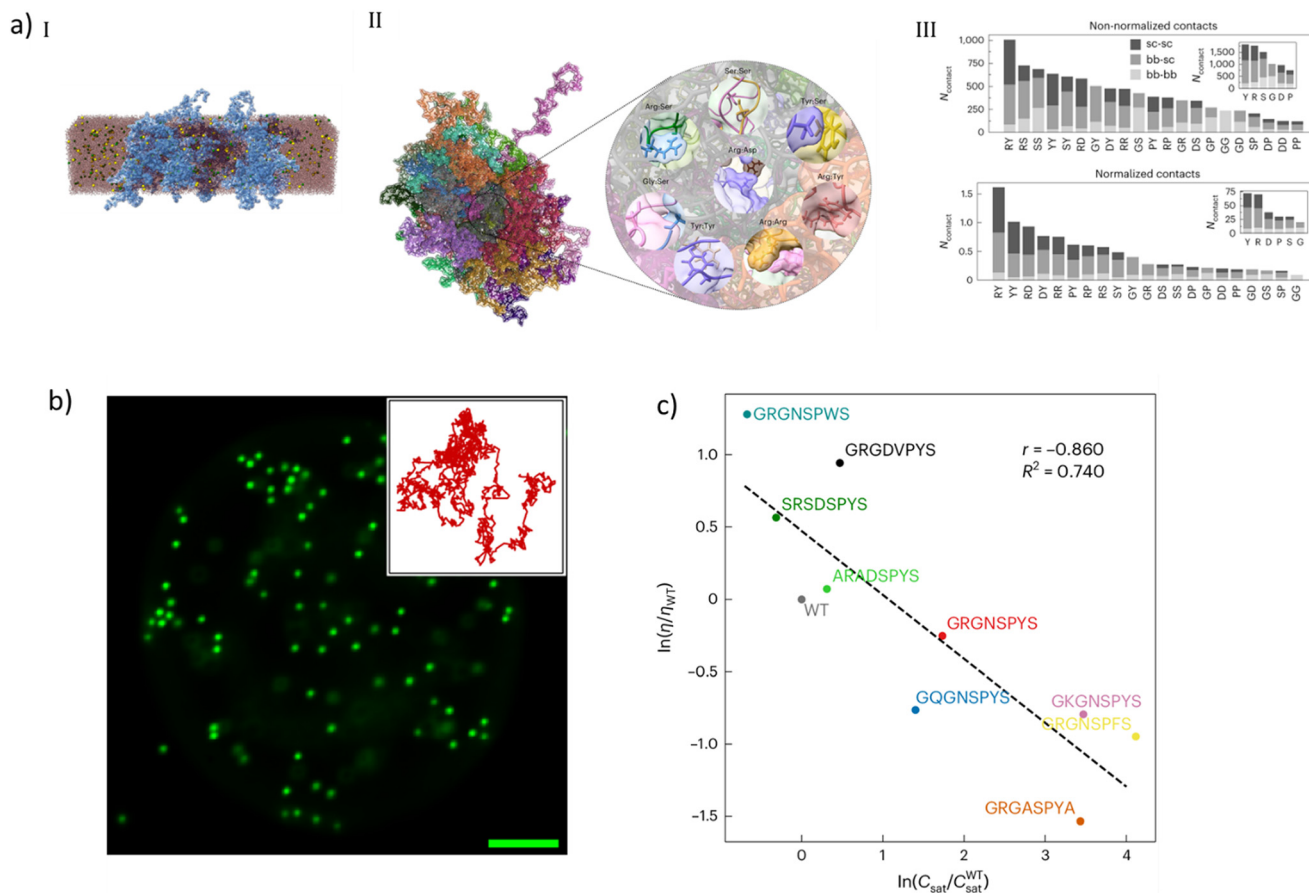 a)
I
II
III
Ser:Ser
Arg:Ser
Tyr:Ser
Arg:Asp
Arg:Tyr
Gly:Ser
Tyr:Tyr
Arg:Arg
Non-normalized contacts
1,000
750
500
250
0
N contact
sc-sc
bb-sc
bb-bb
1,500
1,000
500
0
N contact
Y R S G D P
RY RS SS YY SY RD GY DY RR GS PY RP GR DS GP GG GD SP DP DD PP
Normalized contacts
1.5
1.0
0.5
0
N contact
75
50
25
0
N contact
Y R D P S G
RY YY RD DY RR PY RP RS SY GY GR DS SS DP GP DD PP GD GS SP GG
b)
c)
GRGNSPWS
GRGDVPYS
r = –0.860
R² = 0.740
SRSDSPYS
ARADSPYS
WT
GRGNSPYS
GQGNSPYS
GKGNSPYS
GRGNSPFS
GRGASPYA
1.0
0.5
0
–0.5
–1.0
–1.5
ln(η/ηWT)
0 1 2 3 4
ln(Csat/CsatWT)